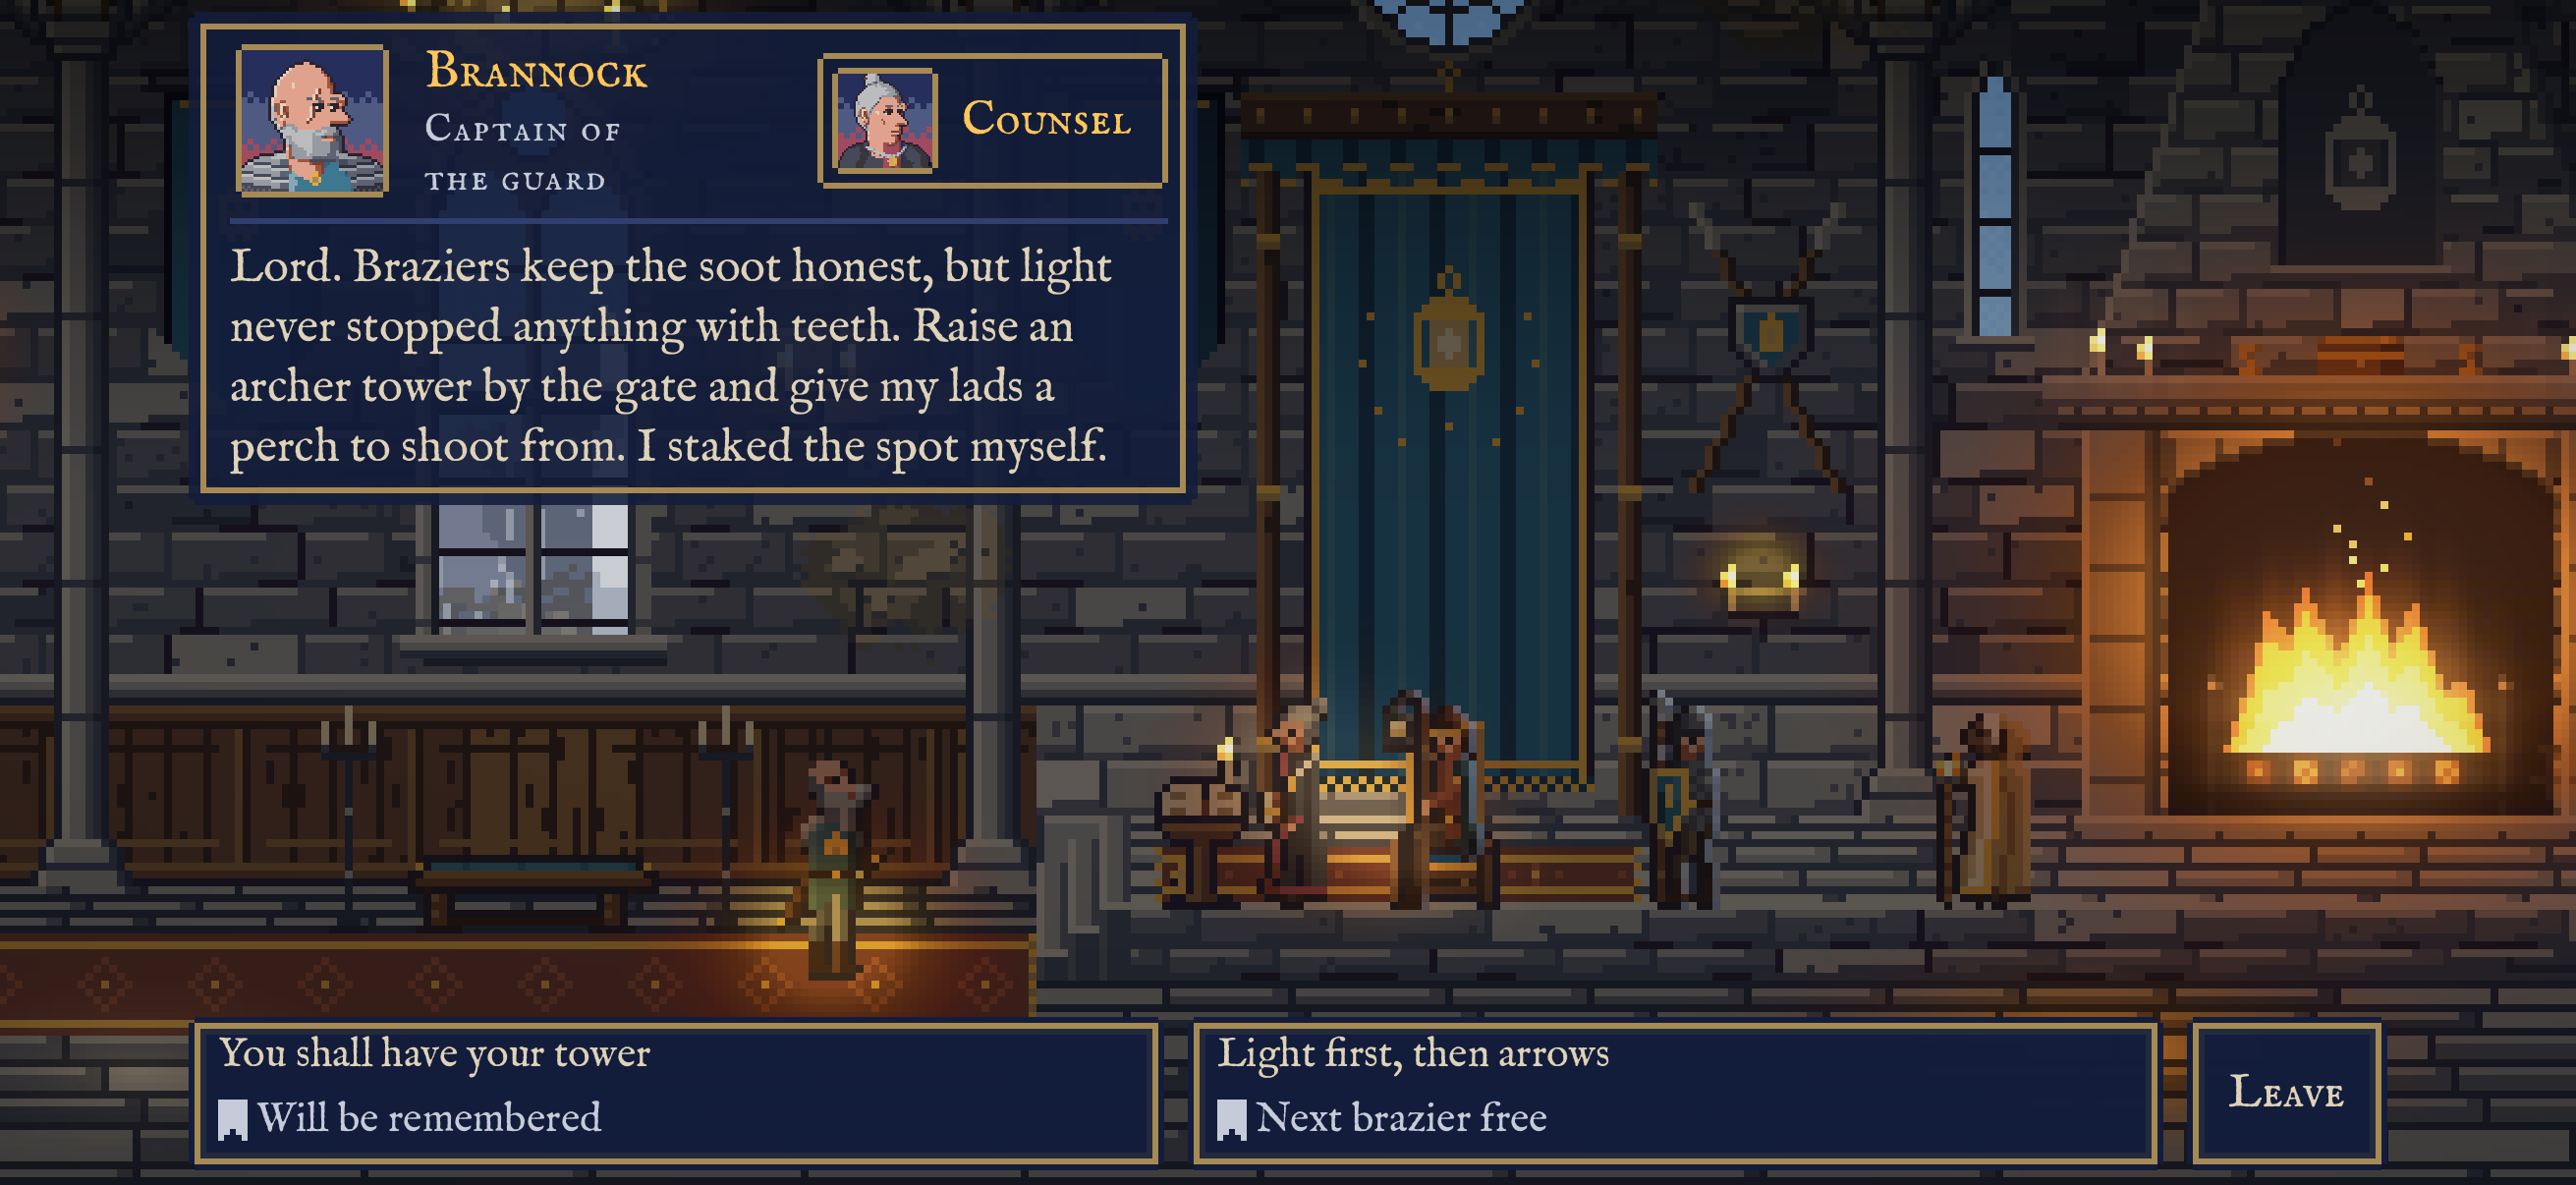 Brannock
Captain of
the guard
Counsel
Lord. Braziers keep the soot honest, but light
never stopped anything with teeth. Raise an
archer tower by the gate and give my lads a
perch to shoot from. I staked the spot myself.
You shall have your tower
Will be remembered
Light first, then arrows
Next brazier free
Leave